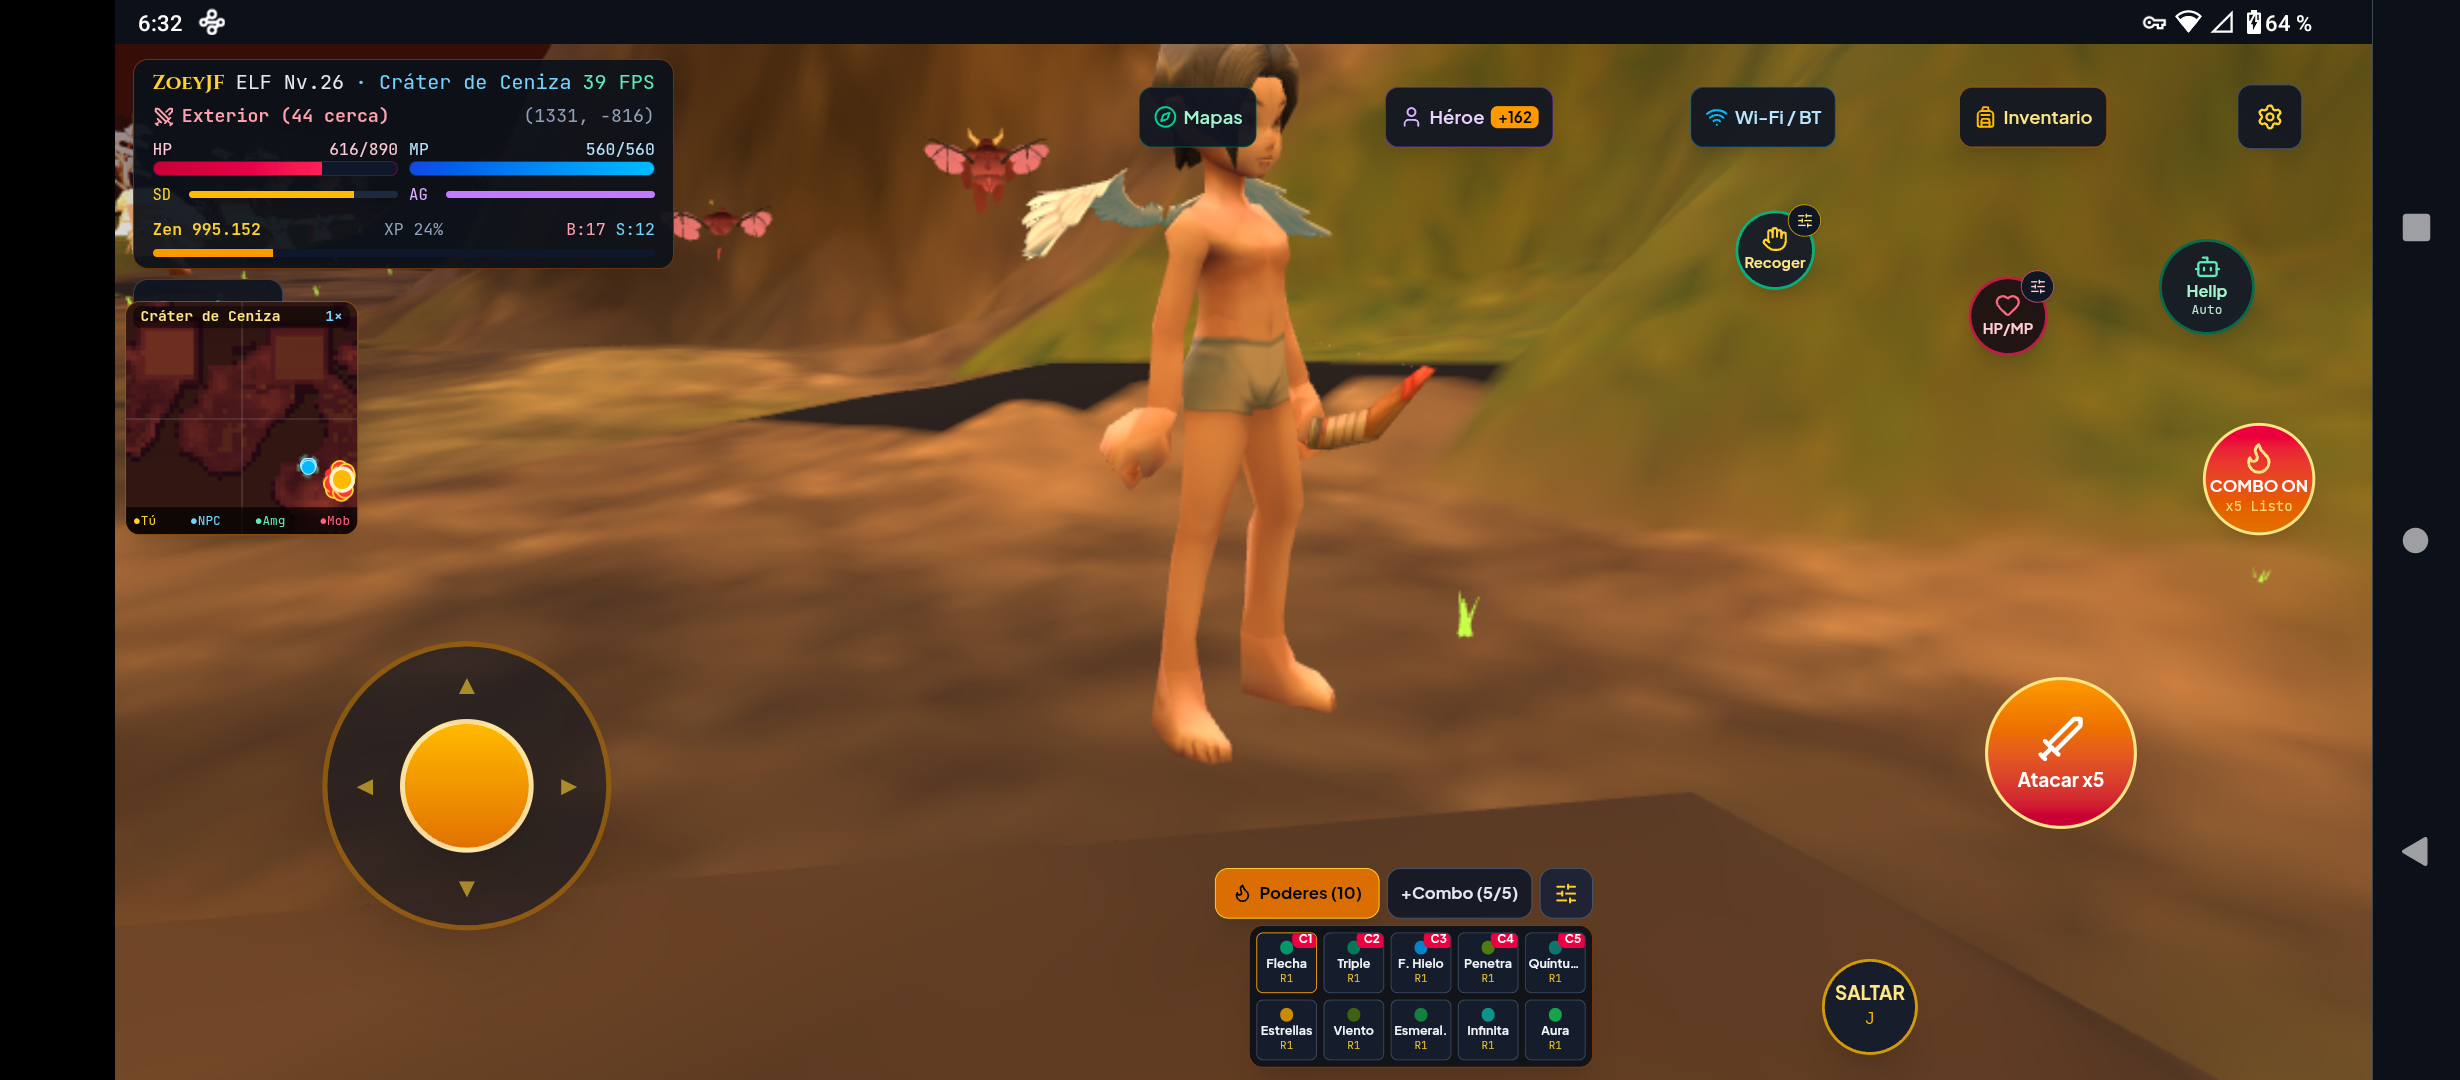 6:32
64 %
ZOEYJF ELF Nv.26 · Cráter de Ceniza 39 FPS
Exterior (44 cerca) (1331, -816)
HP 616/890 MP 560/560
SD AG
Zen 995.152 XP 24% B:17 S:12
Mapas
Héroe +162
Wi-Fi / BT
Inventario
Recoger
HP/MP
Hellp
Auto
Cráter de Ceniza 1×
Tú NPC Amg Mob
COMBO ON
x5 Listo
Atacar x5
Poderes (10) +Combo (5/5)
C1 C2 C3 C4 C5
Flecha Triple F. Hielo Penetra Quíntu...
R1 R1 R1 R1 R1
Estrellas Viento Esmeral. Infinita Aura
R1 R1 R1 R1 R1
SALTAR
J